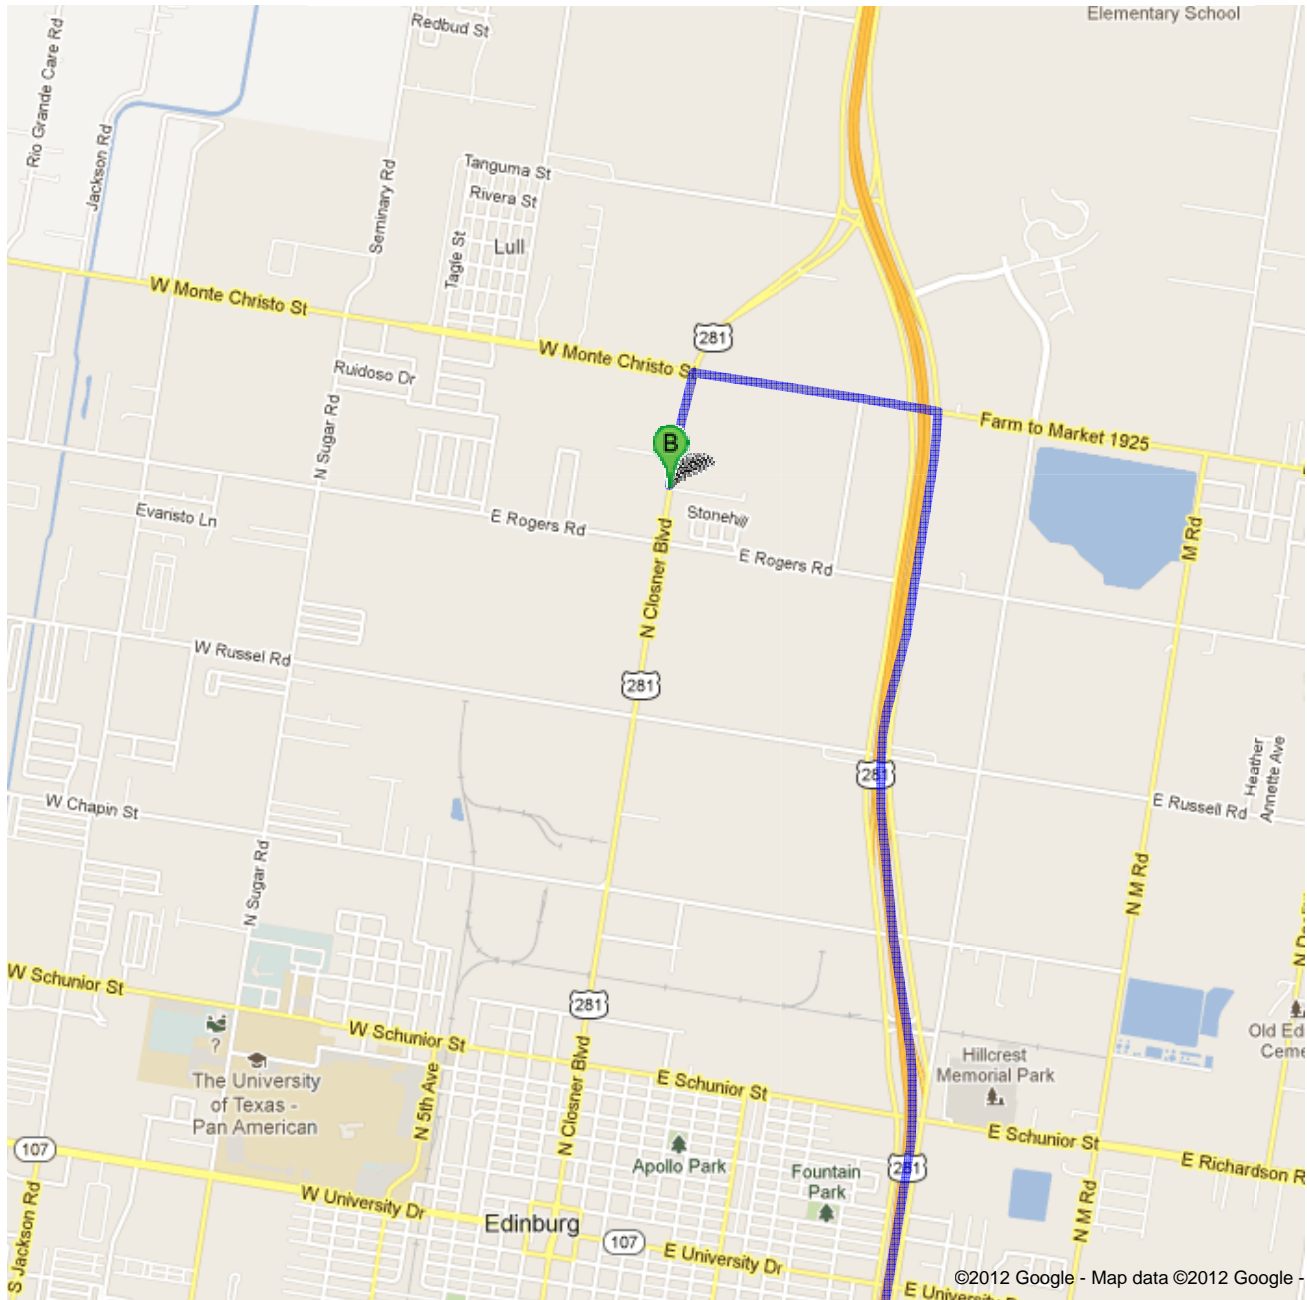 Redbud St
Elementary School
Rio Grande Care Rd
Jackson Rd
Seminary Rd
Tanguma St
Rivera St
Lull
Tagle St
W Monte Christo St
281
W Monte Christo S
Ruidoso Dr
N Sugar Rd
Farm to Market 1925
B
Evaristo Ln
E Rogers Rd
Stonehill
E Rogers Rd
M Rd
N Closner Blvd
W Russel Rd
281
281
Heather
Annette Ave
E Russell Rd
W Chapin St
N Sugar Rd
N M Rd
W Schunior St
281
W Schunior St
?
The University
of Texas -
Pan American
N 5th Ave
N Closner Blvd
E Schunior St
Hillcrest
Memorial Park
Old Ed
Ceme
E Schunior St
E Richardson R
107
Apollo Park
Fountain
Park
281
W University Dr
S Jackson Rd
Edinburg
107
E University Dr
N M Rd
E Univers
©2012 Google - Map data ©2012 Google -